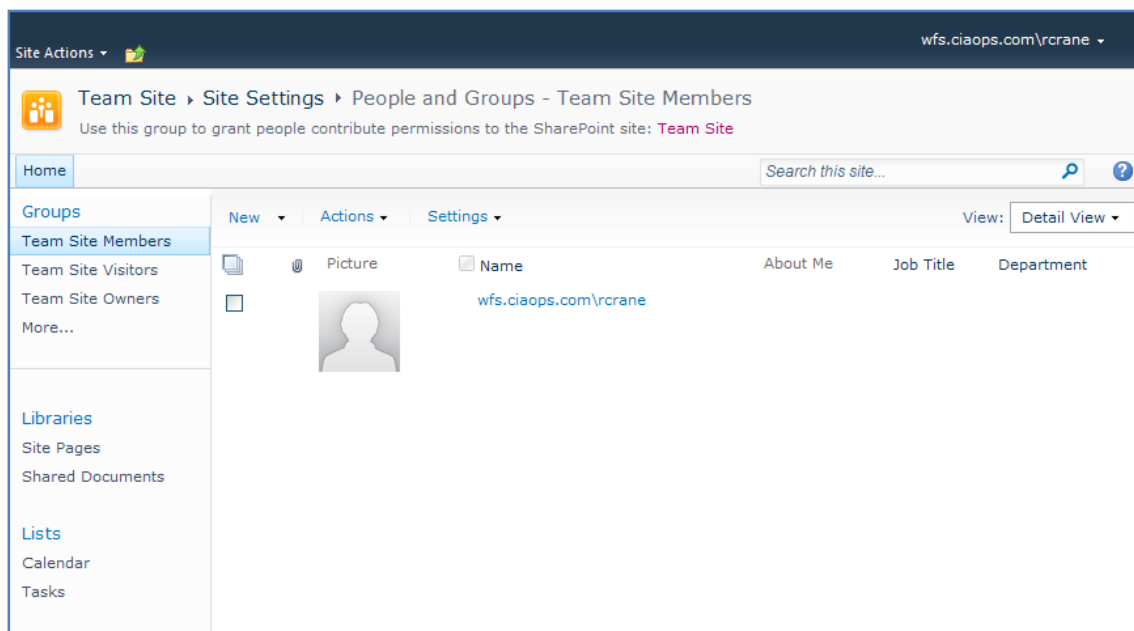 Site Actions
wfs.ciaops.com\rcrane
Team Site Site Settings People and Groups - Team Site Members
Use this group to grant people contribute permissions to the SharePoint site: Team Site
Home
Search this site...
?
Groups
Team Site Members
Team Site Visitors
Team Site Owners
More...
Libraries
Site Pages
Shared Documents
Lists
Calendar
Tasks
New Actions Settings View: Detail View
Picture Name About Me Job Title Department
wfs.ciaops.com\rcrane